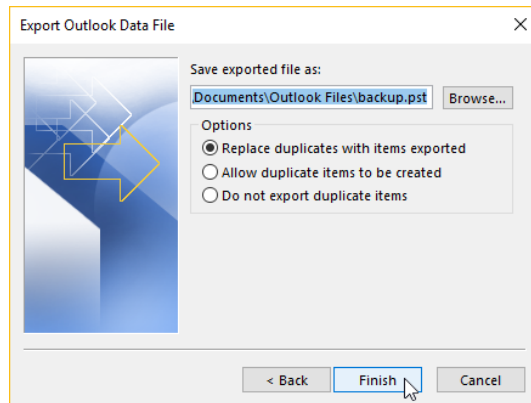 Export Outlook Data File
Save exported file as:
Documents\Outlook Files\backup.pst
Browse...
Options
Replace duplicates with items exported
Allow duplicate items to be created
Do not export duplicate items
< Back
Finish
Cancel